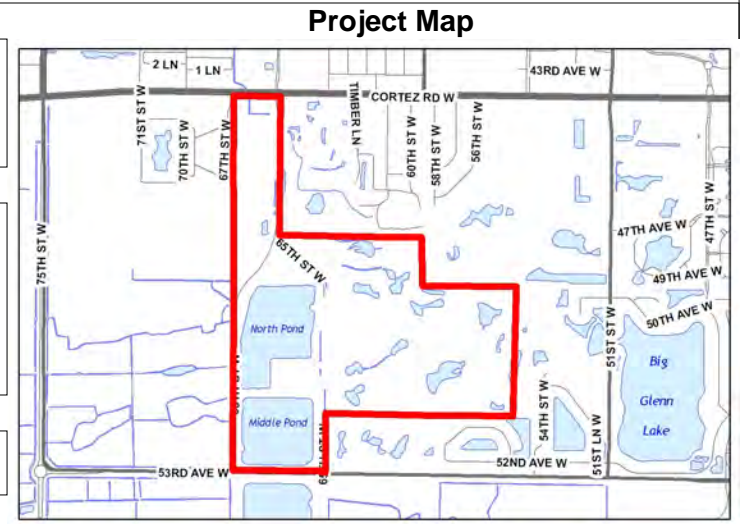 Project Map
2 LN
1 LN
43RD AVE W
71ST ST W
70TH ST W
67TH ST W
TIMBER LN
CORTEZ RD W
60TH ST W
58TH ST W
56TH ST W
75TH ST W
47TH AVE W
47TH ST W
65TH ST W
49TH AVE W
50TH AVE W
51ST ST W
North Pond
Big
Glenn
Lake
Middle Pond
54TH ST W
51ST LN W
52ND AVE W
53RD AVE W